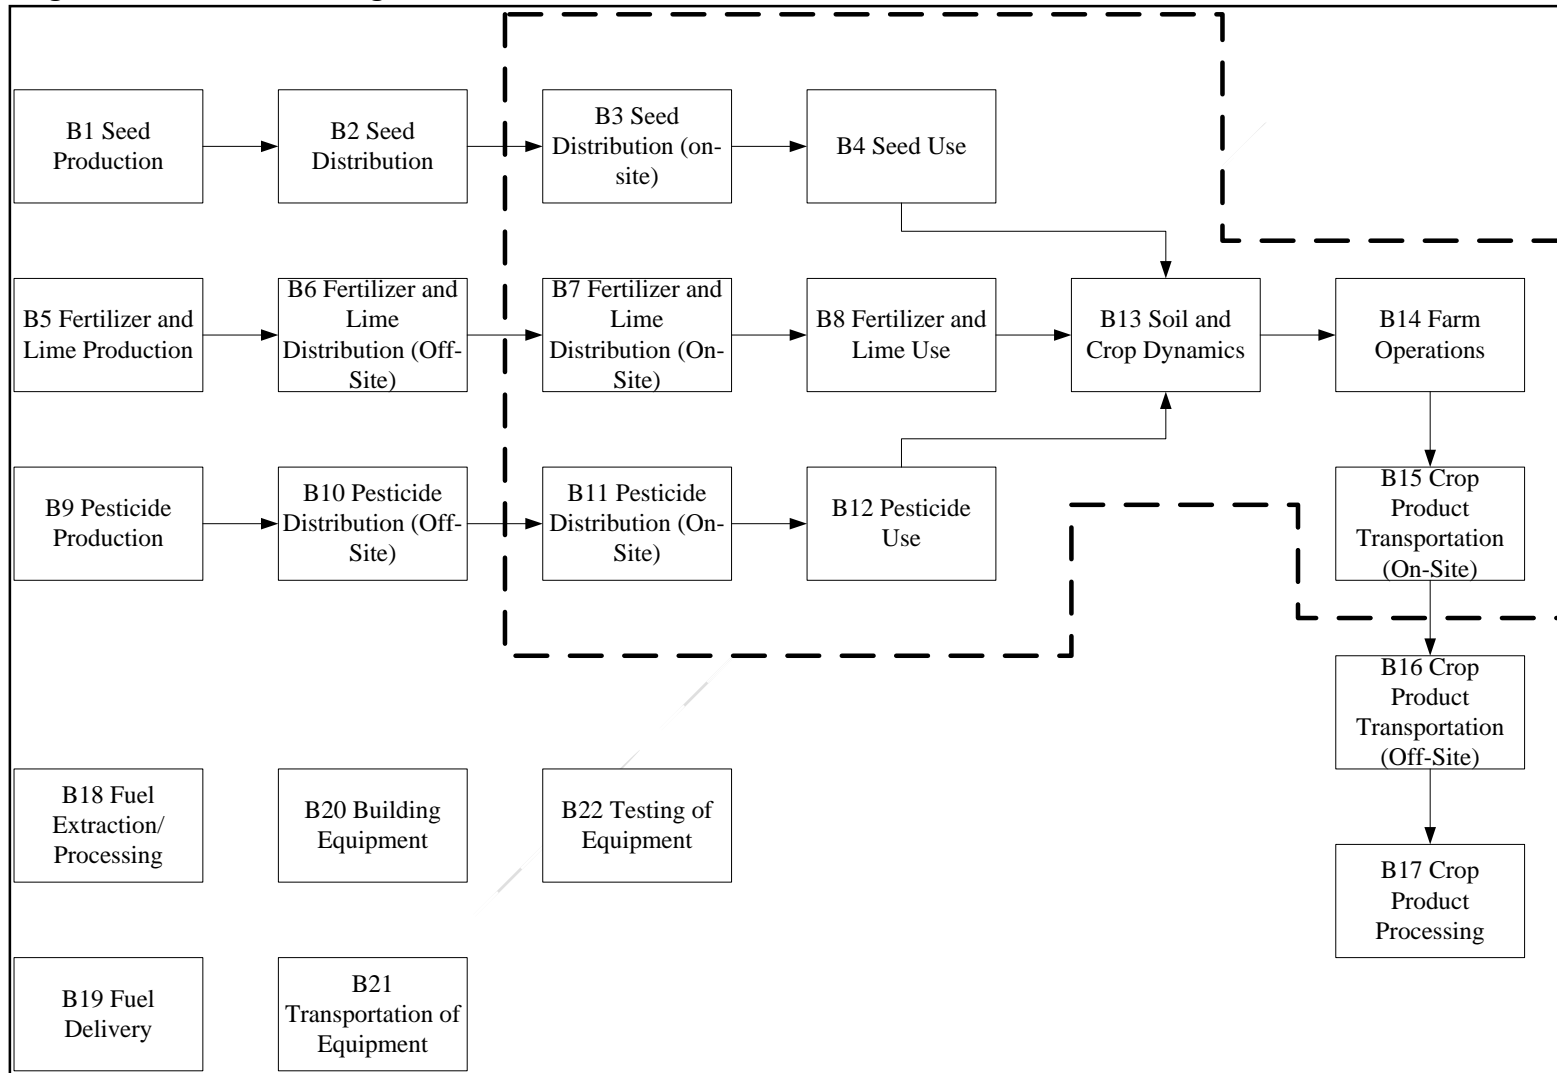 B1 Seed
Production
B2 Seed
Distribution
B3 Seed
Distribution (on-
site)
B4 Seed Use
B5 Fertilizer and
Lime Production
B6 Fertilizer and
Lime
Distribution (Off-
Site)
B7 Fertilizer and
Lime
Distribution (On-
Site)
B8 Fertilizer and
Lime Use
B13 Soil and
Crop Dynamics
B14 Farm
Operations
B9 Pesticide
Production
B10 Pesticide
Distribution (Off-
Site)
B11 Pesticide
Distribution (On-
Site)
B12 Pesticide
Use
B15 Crop
Product
Transportation
(On-Site)
B16 Crop
Product
Transportation
(Off-Site)
B18 Fuel
Extraction/
Processing
B20 Building
Equipment
B22 Testing of
Equipment
B17 Crop
Product
Processing
B19 Fuel
Delivery
B21
Transportation of
Equipment